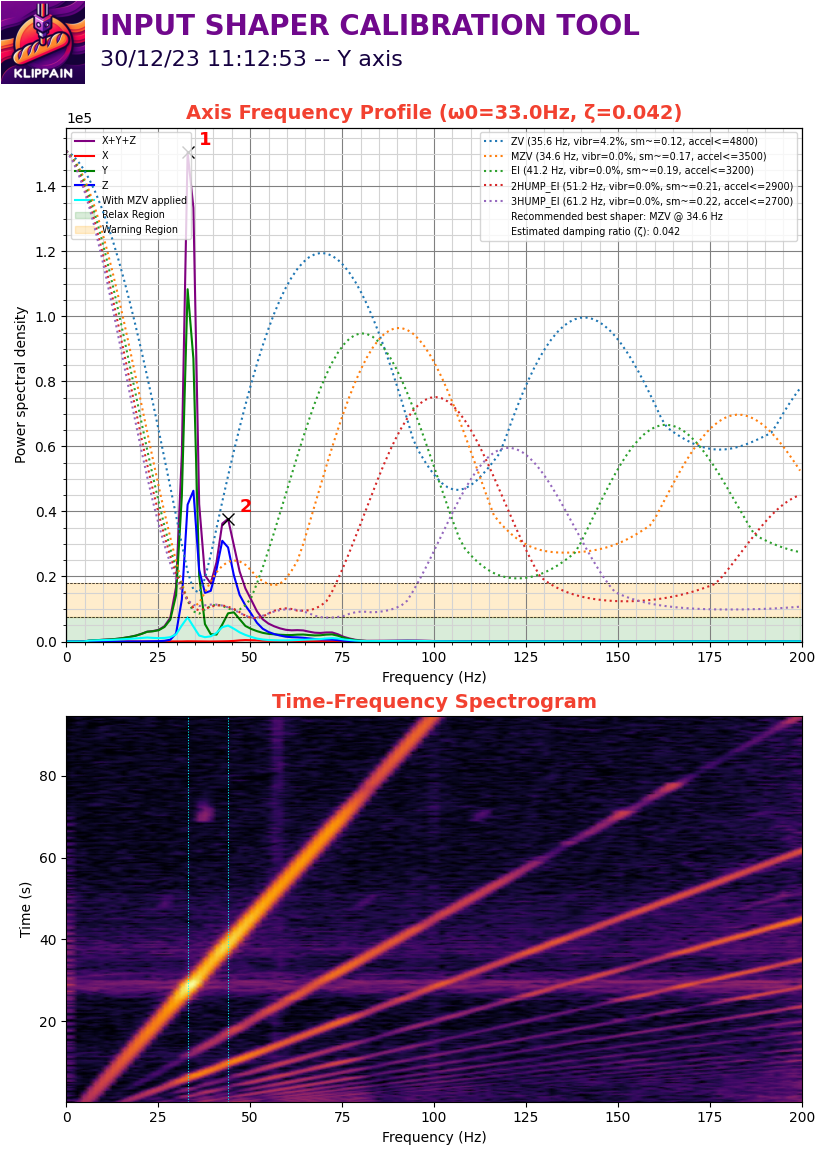 INPUT SHAPER CALIBRATION TOOL
30/12/23 11:12:53 -- Y axis
KLIPPAIN
Axis Frequency Profile (ω0=33.0Hz, ζ=0.042)
1e5
1
2
X+Y+Z
X
Y
Z
With MZV applied
Relax Region
Warning Region
ZV (35.6 Hz, vibr=4.2%, sm~=0.12, accel<=4800)
MZV (34.6 Hz, vibr=0.0%, sm~=0.17, accel<=3500)
EI (41.2 Hz, vibr=0.0%, sm~=0.19, accel<=3200)
2HUMP_EI (51.2 Hz, vibr=0.0%, sm~=0.21, accel<=2900)
3HUMP_EI (61.2 Hz, vibr=0.0%, sm~=0.22, accel<=2700)
Recommended best shaper: MZV @ 34.6 Hz
Estimated damping ratio (ζ): 0.042
Power spectral density
1.4
1.2
1.0
0.8
0.6
0.4
0.2
0.0
0 25 50 75 100 125 150 175 200
Frequency (Hz)
Time-Frequency Spectrogram
Time (s)
80
60
40
20
0 25 50 75 100 125 150 175 200
Frequency (Hz)